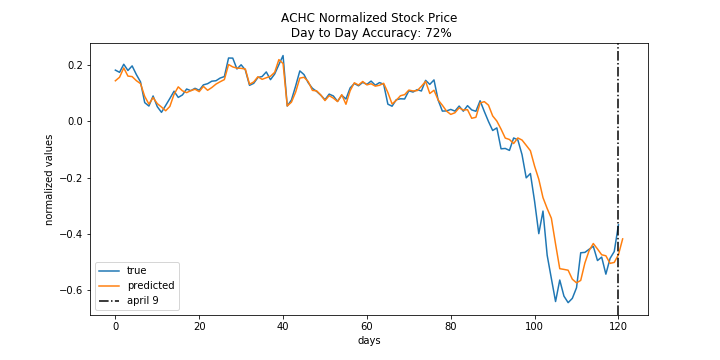 ACHC Normalized Stock Price
Day to Day Accuracy: 72%
normalized values
0.2
0.0
−0.2
−0.4
−0.6
true
predicted
april 9
0
20
40
60
80
100
120
days